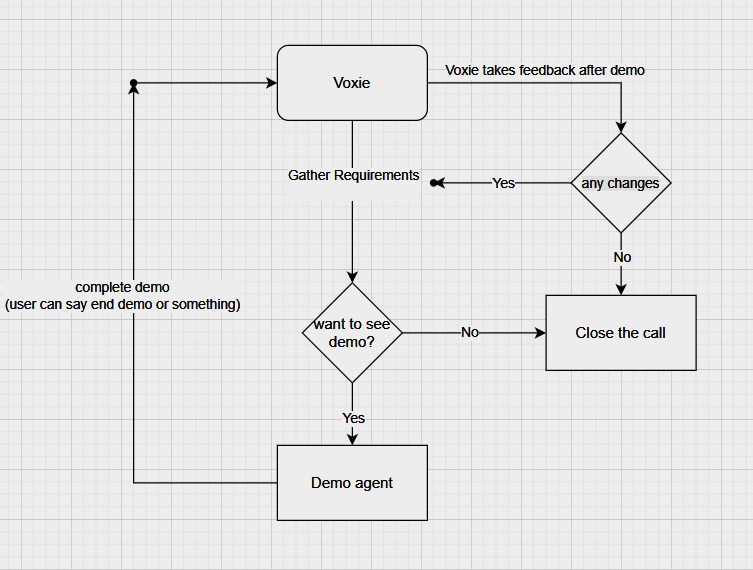 Voxie takes feedback after demo
Voxie
Gather Requirements
Yes
any changes
No
complete demo
(user can say end demo or something)
want to see
demo?
No
Close the call
Yes
Demo agent